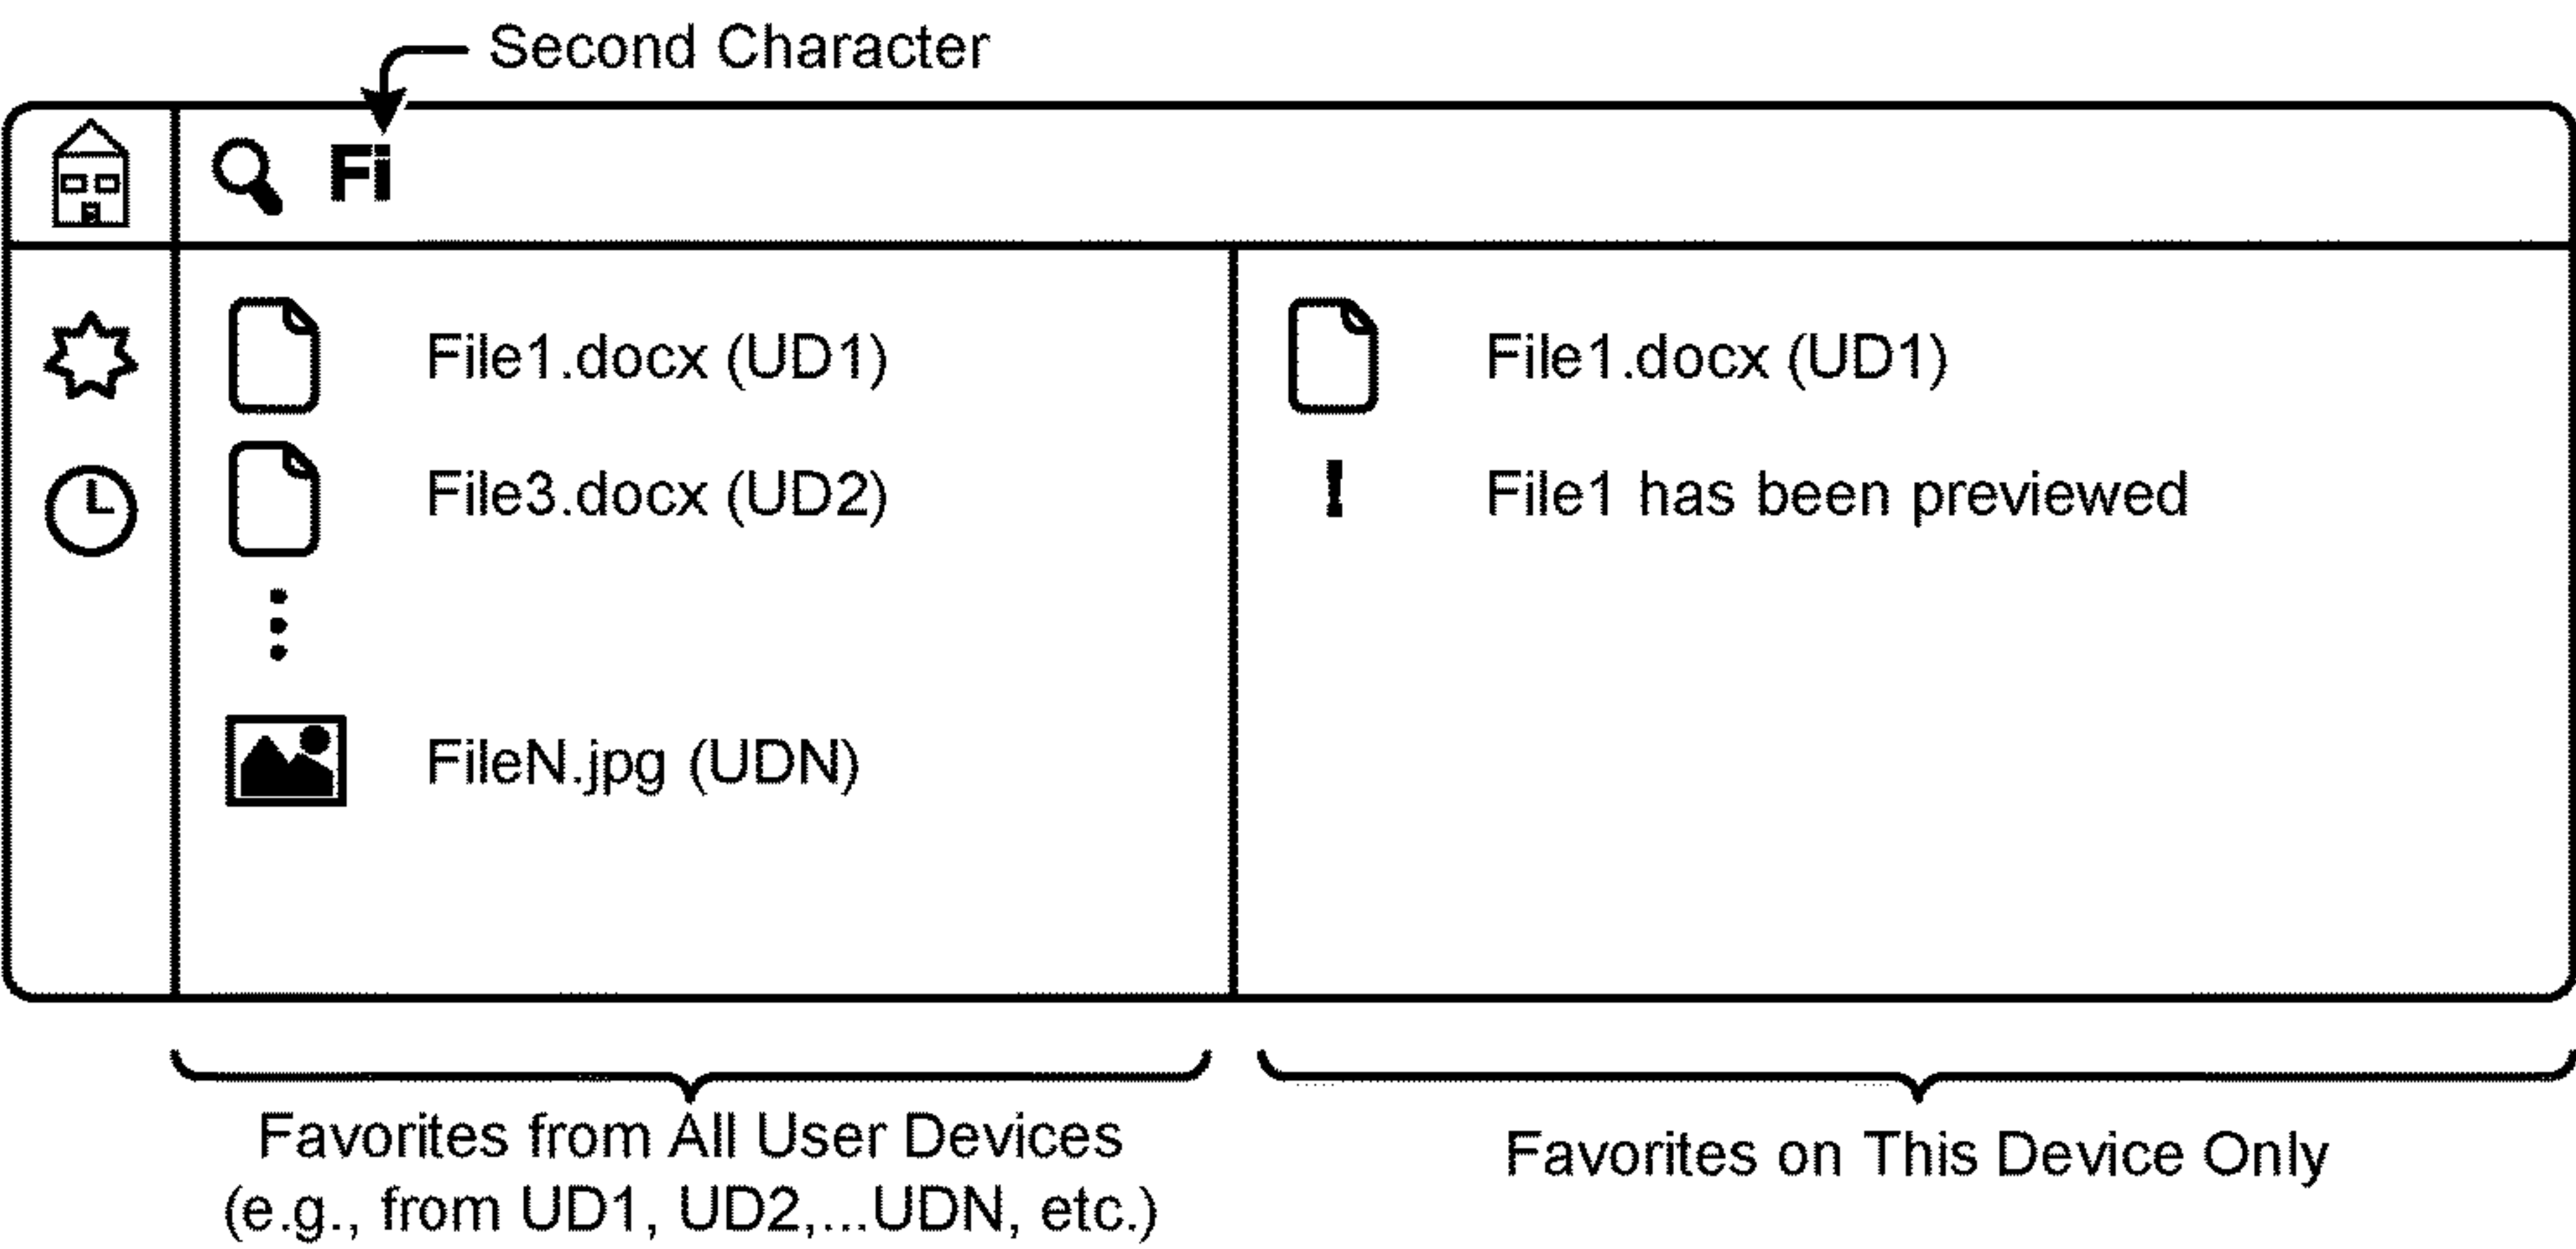 Second Character
Fi
File1.docx (UD1)
File3.docx (UD2)
FileN.jpg (UDN)
File1.docx (UD1)
! File1 has been previewed
Favorites from All User Devices
(e.g., from UD1, UD2,...UDN, etc.)
Favorites on This Device Only